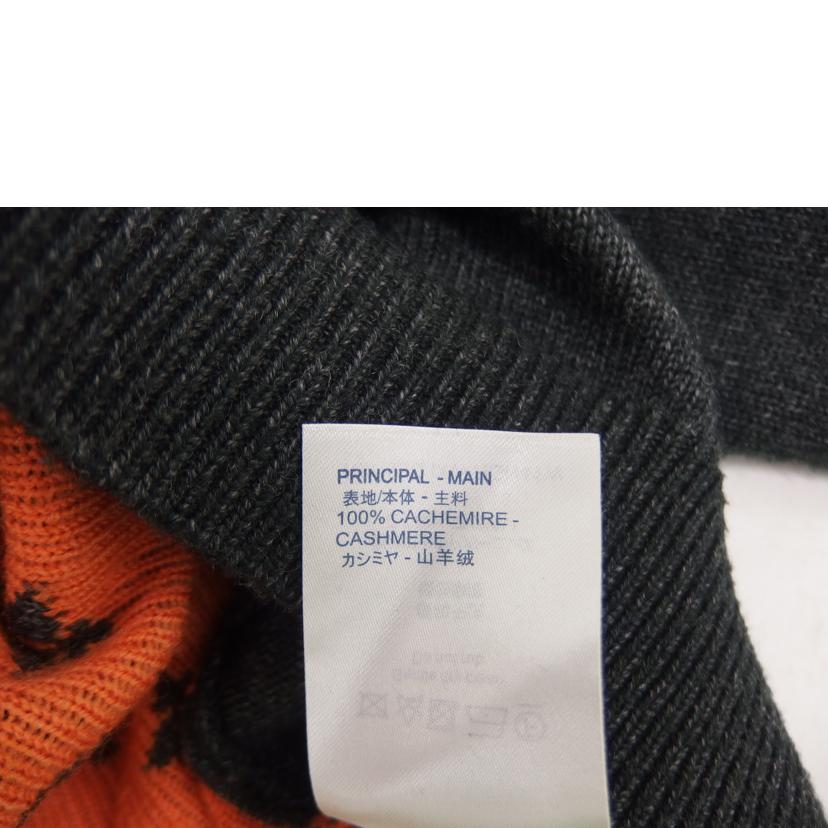 PRINCIPAL - MAIN
表地/本体 - 主料
100% CACHEMIRE -
CASHMERE
カシミヤ - 山羊绒